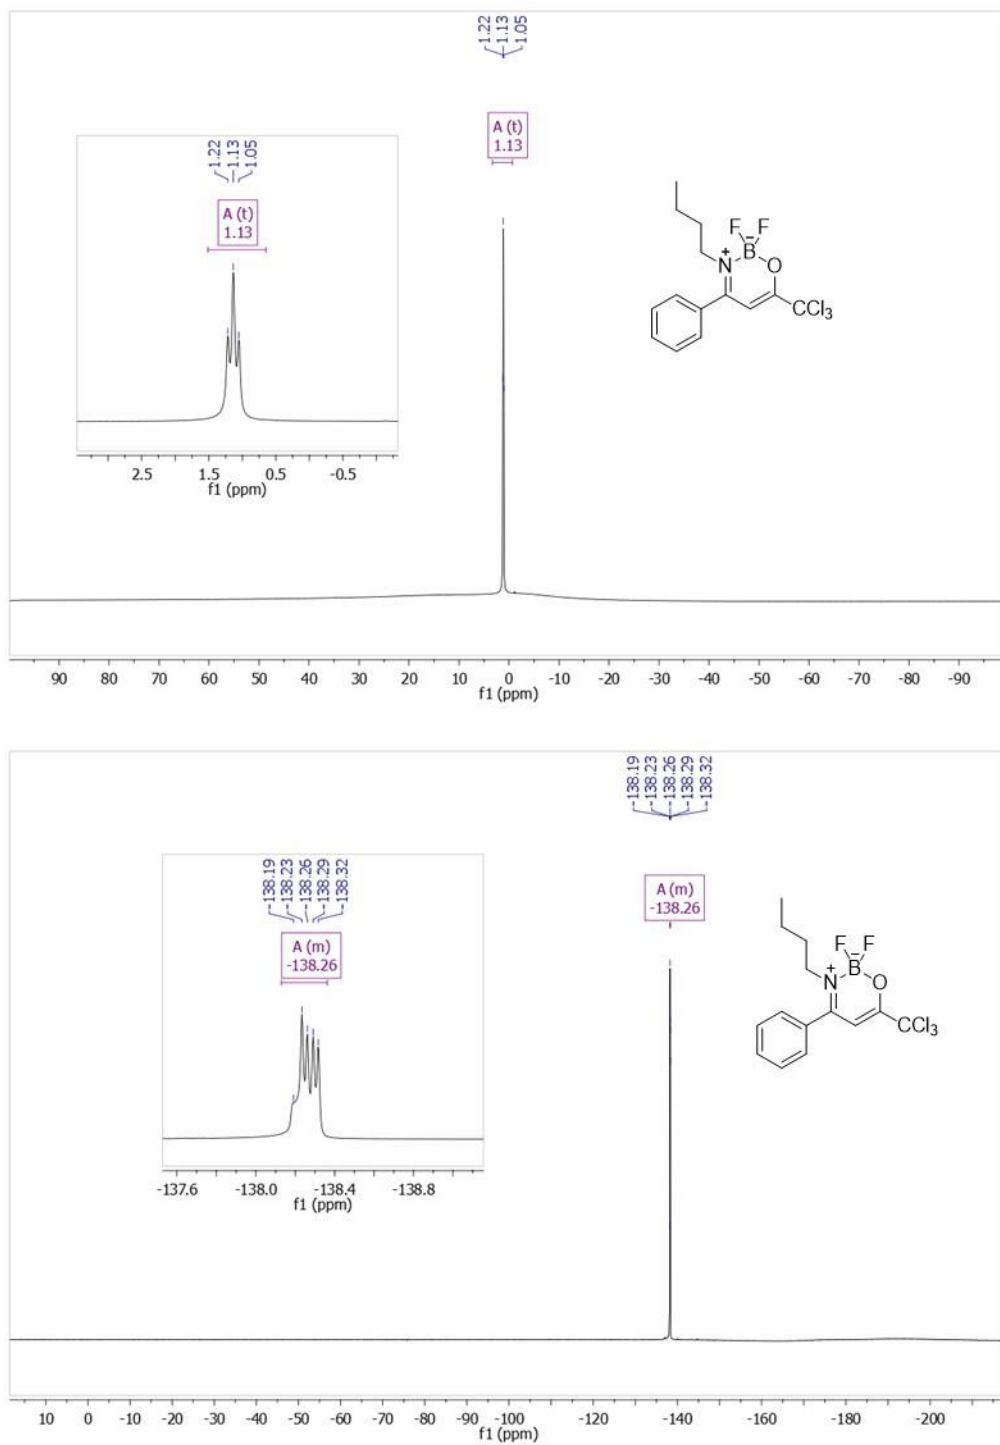 1.22
1.13
1.05
A (t)
1.13
1.22
1.13
1.05
A (t)
1.13
2.5 1.5 0.5 -0.5
f1 (ppm)
F F
+ B −
N O
CCl3
90 80 70 60 50 40 30 20 10 0 -10 -20 -30 -40 -50 -60 -70 -80 -90
f1 (ppm)
-138.19
-138.23
-138.26
-138.29
-138.32
A (m)
-138.26
-138.19
-138.23
-138.26
-138.29
-138.32
A (m)
-138.26
-137.6 -138.0 -138.4 -138.8
f1 (ppm)
F F
+ B −
N O
CCl3
10 0 -10 -20 -30 -40 -50 -60 -70 -80 -90 -100 -120 -140 -160 -180 -200
f1 (ppm)